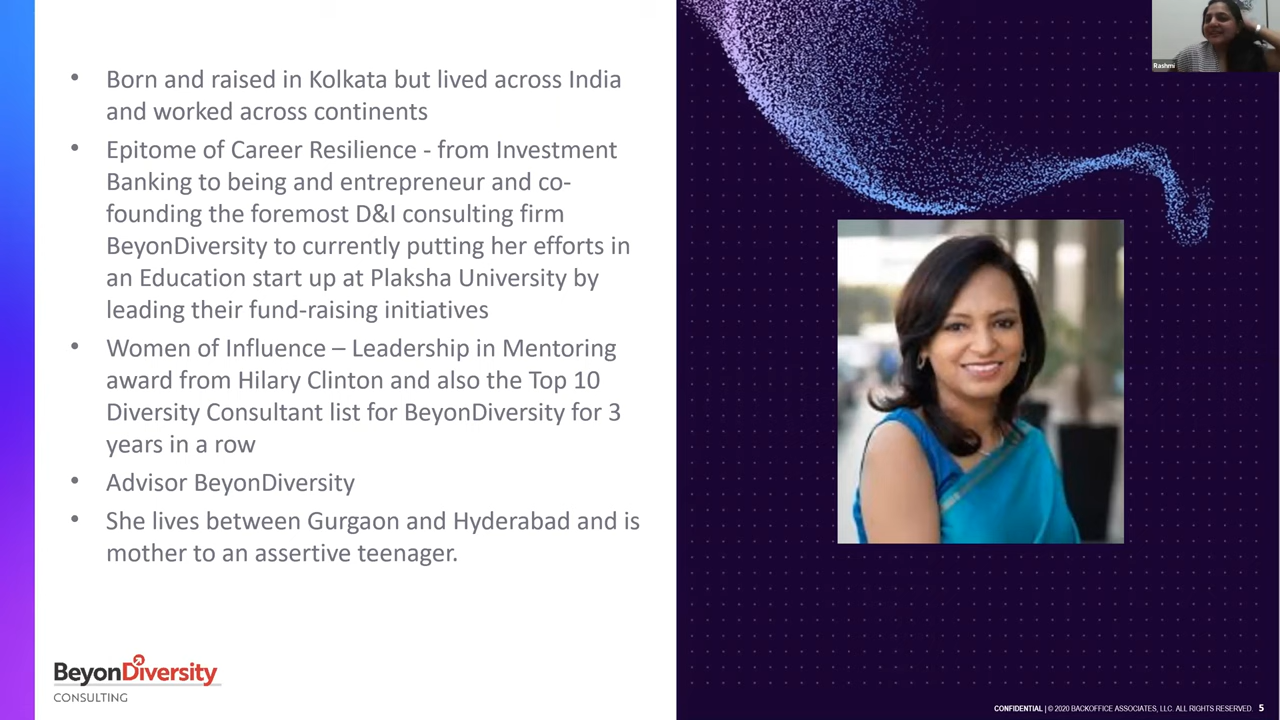 • Born and raised in Kolkata but lived across India
and worked across continents
• Epitome of Career Resilience - from Investment
Banking to being and entrepreneur and co-
founding the foremost D&I consulting firm
BeyonDiversity to currently putting her efforts in
an Education start up at Plaksha University by
leading their fund-raising initiatives
• Women of Influence – Leadership in Mentoring
award from Hilary Clinton and also the Top 10
Diversity Consultant list for BeyonDiversity for 3
years in a row
• Advisor BeyonDiversity
• She lives between Gurgaon and Hyderabad and is
mother to an assertive teenager.
BeyonDiversity
CONSULTING
Rashmi
CONFIDENTIAL | © 2020 BACKOFFICE ASSOCIATES, LLC. ALL RIGHTS RESERVED. 5